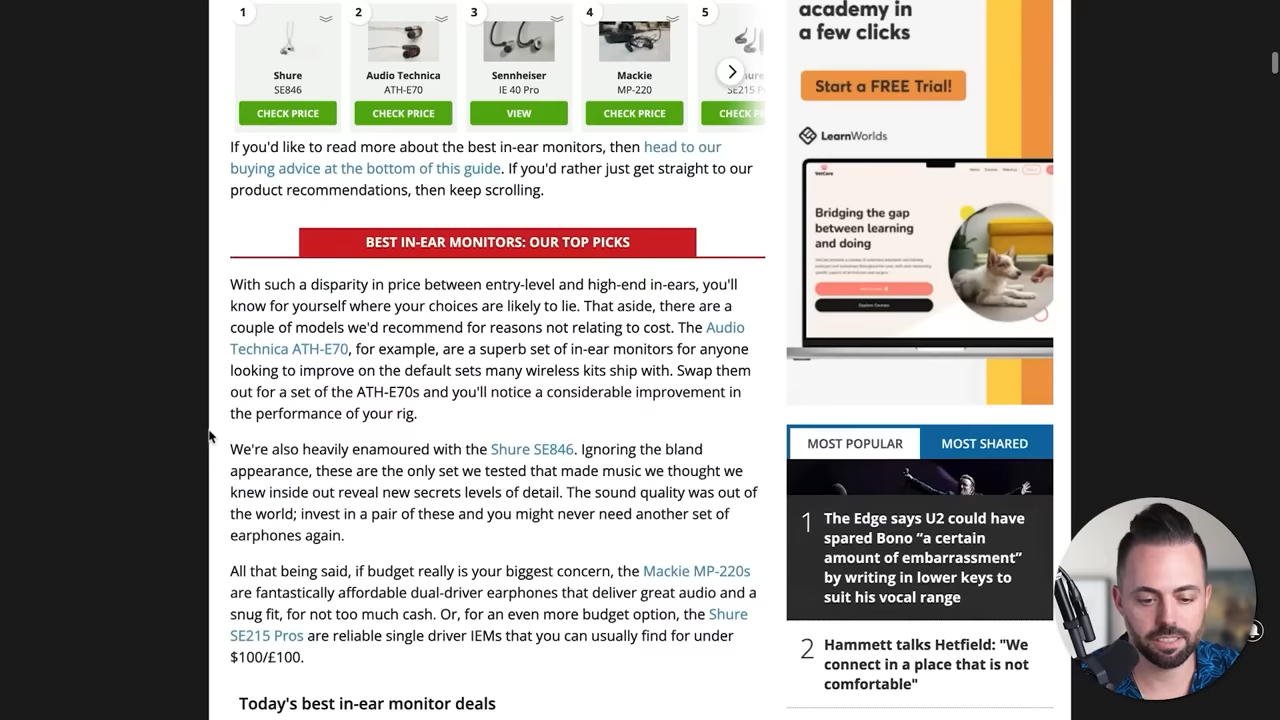 1
2
3
4
5
Shure
SE846
CHECK PRICE
Audio Technica
ATH-E70
CHECK PRICE
Sennheiser
IE 40 Pro
VIEW
Mackie
MP-220
CHECK PRICE
SE215
CHECK
If you'd like to read more about the best in-ear monitors, then head to our
buying advice at the bottom of this guide. If you'd rather just get straight to our
product recommendations, then keep scrolling.
BEST IN-EAR MONITORS: OUR TOP PICKS
With such a disparity in price between entry-level and high-end in-ears, you'll
know for yourself where your choices are likely to lie. That aside, there are a
couple of models we'd recommend for reasons not relating to cost. The Audio
Technica ATH-E70, for example, are a superb set of in-ear monitors for anyone
looking to improve on the default sets many wireless kits ship with. Swap them
out for a set of the ATH-E70s and you'll notice a considerable improvement in
the performance of your rig.
We're also heavily enamoured with the Shure SE846. Ignoring the bland
appearance, these are the only set we tested that made music we thought we
knew inside out reveal new secrets levels of detail. The sound quality was out of
the world; invest in a pair of these and you might never need another set of
earphones again.
All that being said, if budget really is your biggest concern, the Mackie MP-220s
are fantastically affordable dual-driver earphones that deliver great audio and a
snug fit, for not too much cash. Or, for an even more budget option, the Shure
SE215 Pros are reliable single driver IEMs that you can usually find for under
$100/£100.
Today's best in-ear monitor deals
academy in
a few clicks
Start a FREE Trial!
LearnWorlds
VetCare
Bridging the gap
between learning
and doing
Explore Courses
MOST POPULAR
MOST SHARED
1
The Edge says U2 could have
spared Bono “a certain
amount of embarrassment”
by writing in lower keys to
suit his vocal range
2
Hammett talks Hetfield: "We
connect in a place that is not
comfortable"